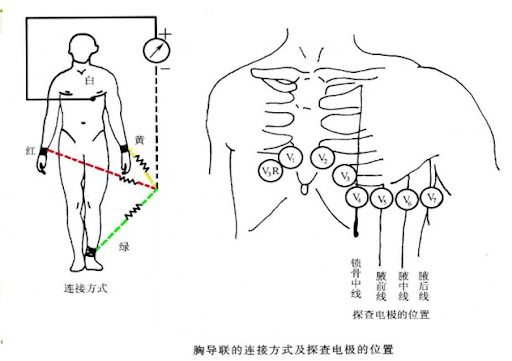 +
−
白
红
黄
绿
连接方式
V₁
V₂
V₃R
V₃
V₄
V₅
V₆
V₇
锁骨中线
腋前线
腋中线
腋后线
探查电极的位置
胸导联的连接方式及探查电极的位置